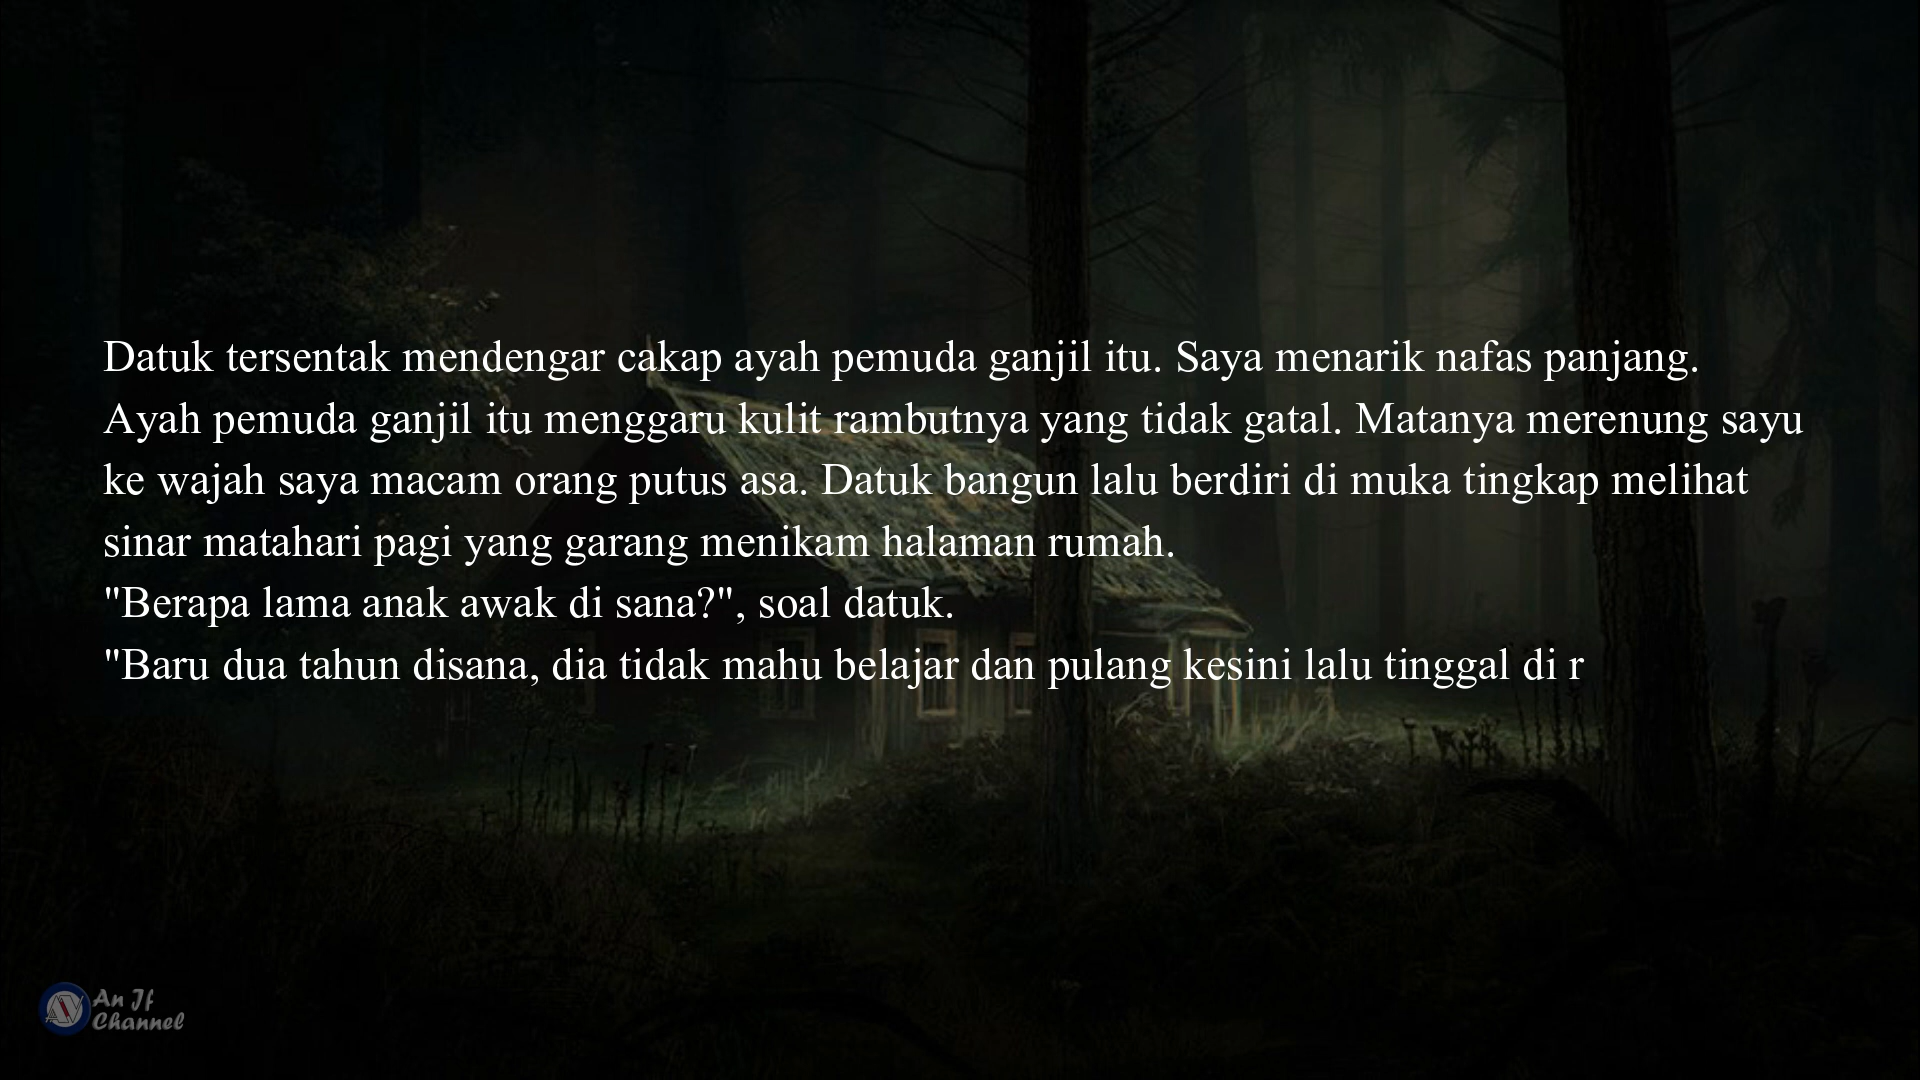 Datuk tersentak mendengar cakap ayah pemuda ganjil itu. Saya menarik nafas panjang.
Ayah pemuda ganjil itu menggaru kulit rambutnya yang tidak gatal. Matanya merenung sayu
ke wajah saya macam orang putus asa. Datuk bangun lalu berdiri di muka tingkap melihat
sinar matahari pagi yang garang menikam halaman rumah.
"Berapa lama anak awak di sana?", soal datuk.
"Baru dua tahun disana, dia tidak mahu belajar dan pulang kesini lalu tinggal di r
An Jf
Channel